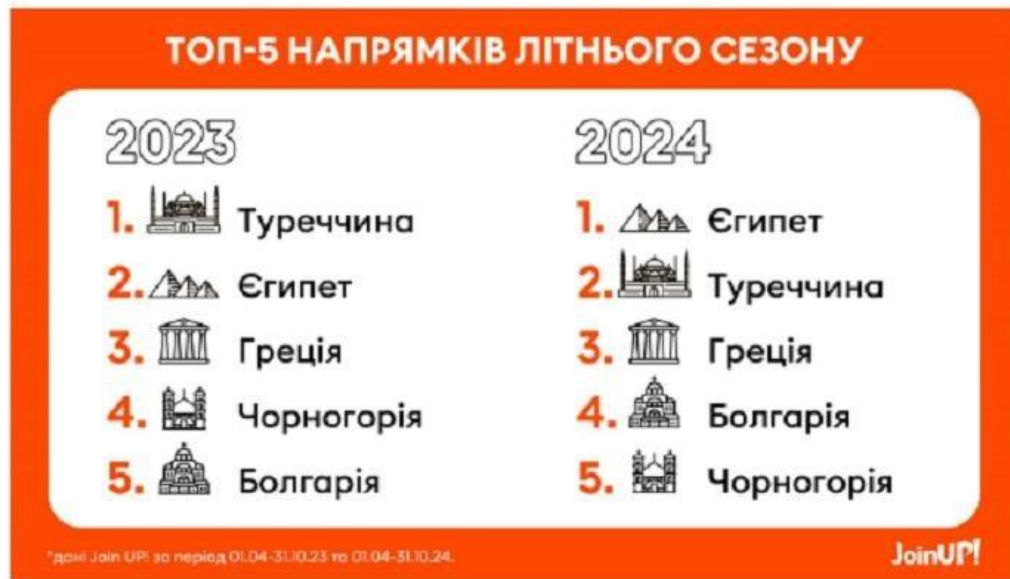 ТОП-5 НАПРЯМКІВ ЛІТНЬОГО СЕЗОНУ
2023
1. Туреччина
2. Єгипет
3. Греція
4. Чорногорія
5. Болгарія
2024
1. Єгипет
2. Туреччина
3. Греція
4. Болгарія
5. Чорногорія
*дані Join UP! за період 01.04-31.10.23 та 01.04-31.10.24.
JoinUP!